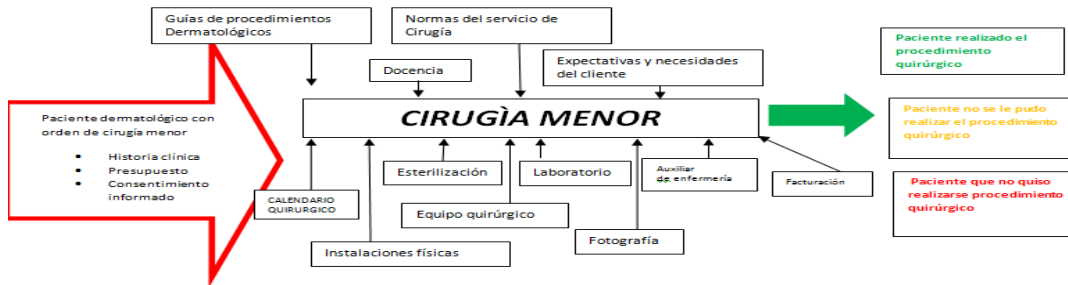 Guías de procedimientos
Dermatológicos
Normas del servicio de
Cirugía
Docencia
Expectativas y necesidades
del cliente
Paciente dermatológico con
orden de cirugía menor
• Historia clínica
• Presupuesto
• Consentimiento
informado
CIRUGÌA MENOR
CALENDARIO
QUIRURGICO
Esterilización
Laboratorio
Auxiliar
de enfermería
Facturación
Equipo quirúrgico
Instalaciones físicas
Fotografía
Paciente realizado el
procedimiento
quirúrgico
Paciente no se le pudo
realizar el procedimiento
quirúrgico
Paciente que no quiso
realizarse procedimiento
quirúrgico